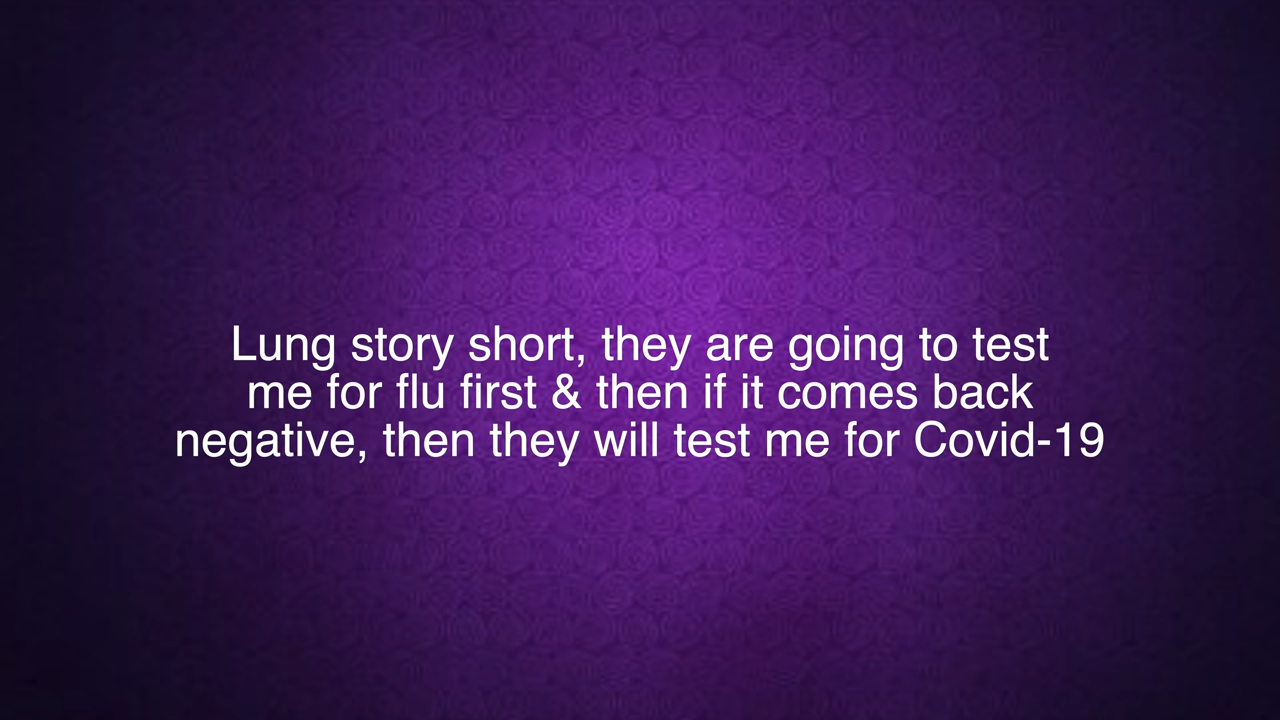 Lung story short, they are going to test
me for flu first & then if it comes back
negative, then they will test me for Covid-19